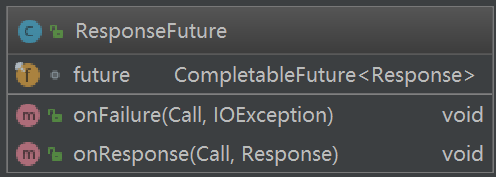 C ResponseFuture
f future CompletableFuture<Response>
m onFailure(Call, IOException) void
m onResponse(Call, Response) void